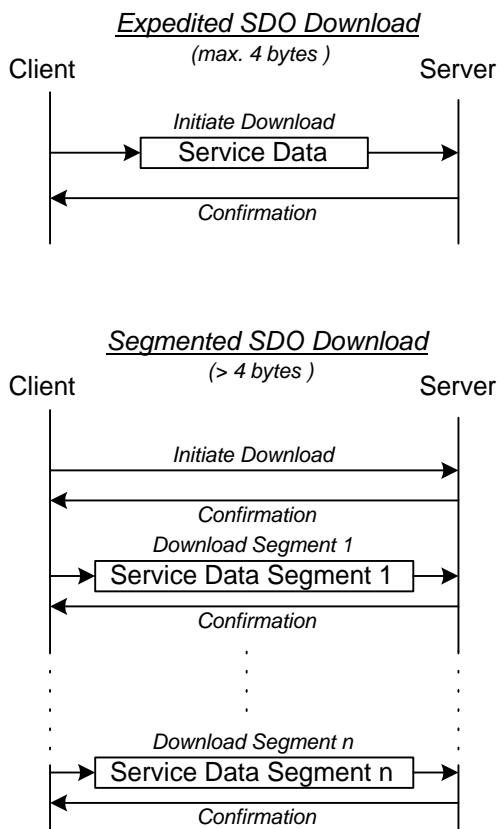 Expedited SDO Download
(max. 4 bytes )
Client
Server
Initiate Download
Service Data
Confirmation
Segmented SDO Download
(> 4 bytes )
Client
Server
Initiate Download
Confirmation
Download Segment 1
Service Data Segment 1
Confirmation
Download Segment n
Service Data Segment n
Confirmation